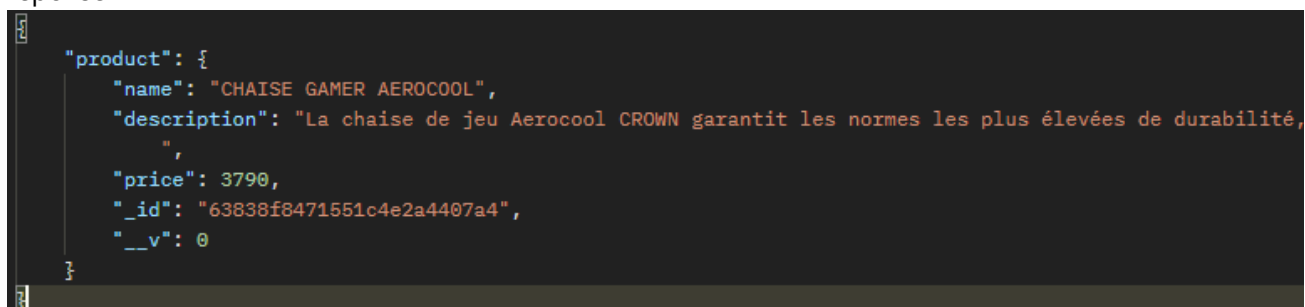 {
"product": {
"name": "CHAISE GAMER AEROCOOL",
"description": "La chaise de jeu Aerocool CROWN garantit les normes les plus élevées de durabilité,
",
"price": 3790,
"_id": "63838f8471551c4e2a4407a4",
"__v": 0
}
}